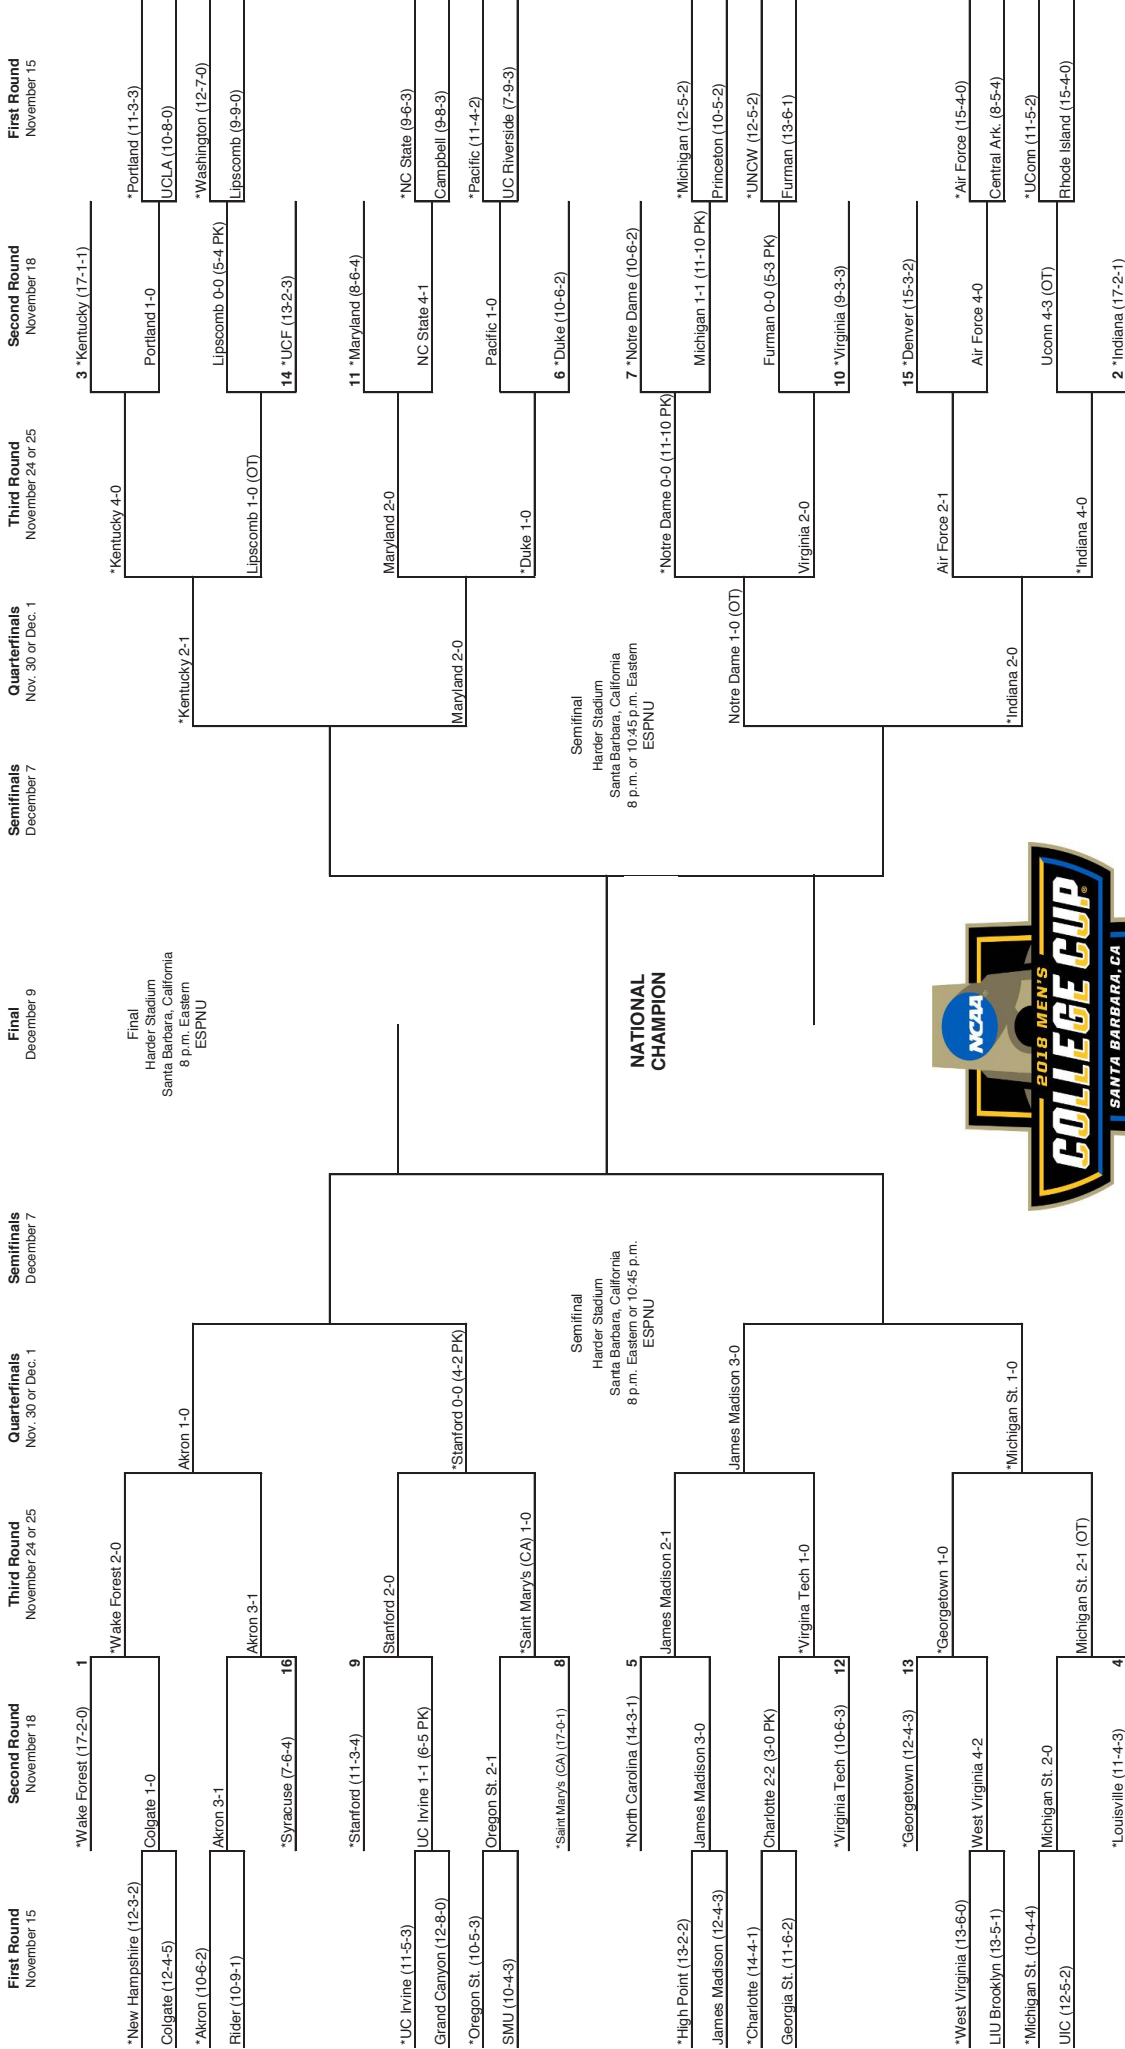 First Round
November 15
Second Round
November 18
Third Round
November 24 or 25
Quarterfinals
Nov. 30 or Dec. 1
Semifinals
December 7
Final
December 9
Semifinals
December 7
Quarterfinals
Nov. 30 or Dec. 1
Third Round
November 24 or 25
Second Round
November 18
First Round
November 15
*New Hampshire (12-3-2)
Colgate (12-4-5)
*Akron (10-6-2)
Rider (10-9-1)
*UC Irvine (11-5-3)
Grand Canyon (12-8-0)
*Oregon St. (10-5-3)
SMU (10-4-3)
*High Point (13-2-2)
James Madison (12-4-3)
*Charlotte (14-4-1)
Georgia St. (11-6-2)
*West Virginia (13-6-0)
LIU Brooklyn (13-5-1)
*Michigan St. (10-4-4)
UIC (12-5-2)
*Wake Forest (17-2-0) 1
Colgate 1-0
Akron 3-1
*Syracuse (7-6-4) 16
*Stanford (11-3-4) 9
UC Irvine 1-1 (6-5 PK)
Oregon St. 2-1
*Saint Mary's (CA) (17-0-1) 8
*North Carolina (14-3-1) 5
James Madison 3-0
Charlotte 2-2 (3-0 PK)
*Virginia Tech (10-6-3) 12
*Georgetown (12-4-3) 13
West Virginia 4-2
Michigan St. 2-0
*Louisville (11-4-3) 4
*Wake Forest 2-0
Akron 3-1
Stanford 2-0
*Saint Mary's (CA) 1-0
James Madison 2-1
*Virgina Tech 1-0
*Georgetown 1-0
Michigan St. 2-1 (OT)
Akron 1-0
*Stanford 0-0 (4-2 PK)
James Madison 3-0
*Michigan St. 1-0
Semifinal
Harder Stadium
Santa Barbara, California
8 p.m. Eastern or 10:45 p.m.
ESPNU
Final
Harder Stadium
Santa Barbara, California
8 p.m. Eastern
ESPNU
NATIONAL
CHAMPION
NCAA
2018 MEN'S
COLLEGE CUP®
SANTA BARBARA, CA
Semifinal
Harder Stadium
Santa Barbara, California
8 p.m. or 10:45 p.m. Eastern
ESPNU
*Kentucky 2-1
Maryland 2-0
Notre Dame 1-0 (OT)
*Indiana 2-0
*Kentucky 4-0
Lipscomb 1-0 (OT)
Maryland 2-0
*Duke 1-0
*Notre Dame 0-0 (11-10 PK)
Virginia 2-0
Air Force 2-1
*Indiana 4-0
3 *Kentucky (17-1-1)
Portland 1-0
Lipscomb 0-0 (5-4 PK)
14 *UCF (13-2-3)
11 *Maryland (8-6-4)
NC State 4-1
Pacific 1-0
6 *Duke (10-6-2)
7 *Notre Dame (10-6-2)
Michigan 1-1 (11-10 PK)
Furman 0-0 (5-3 PK)
10 *Virginia (9-3-3)
15 *Denver (15-3-2)
Air Force 4-0
Uconn 4-3 (OT)
2 *Indiana (17-2-1)
*Portland (11-3-3)
UCLA (10-8-0)
*Washington (12-7-0)
Lipscomb (9-9-0)
*NC State (9-6-3)
Campbell (9-8-3)
*Pacific (11-4-2)
UC Riverside (7-9-3)
*Michigan (12-5-2)
Princeton (10-5-2)
*UNCW (12-5-2)
Furman (13-6-1)
*Air Force (15-4-0)
Central Ark. (8-5-4)
*UConn (11-5-2)
Rhode Island (15-4-0)